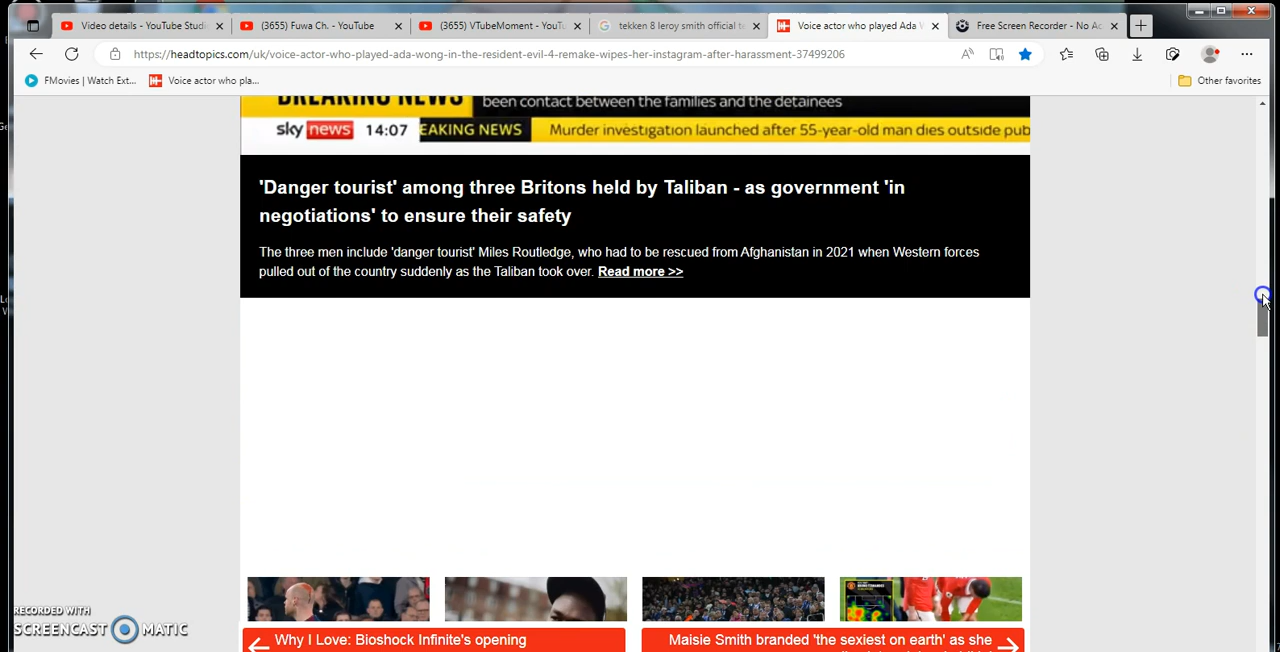 Video details - YouTube Studi
(3655) Fuwa Ch. - YouTube
(3655) VTubeMoment - YouTu
tekken 8 leroy smith official te
Voice actor who played Ada W
Free Screen Recorder - No Ac
https://headtopics.com/uk/voice-actor-who-played-ada-wong-in-the-resident-evil-4-remake-wipes-her-instagram-after-harassment-37499206
FMovies | Watch Ext...
Voice actor who pla...
Other favorites
BREAKING NEWS
been contact between the families and the detainees
sky news 14:07 EAKING NEWS Murder investigation launched after 55-year-old man dies outside pub
'Danger tourist' among three Britons held by Taliban - as government 'in
negotiations' to ensure their safety
The three men include 'danger tourist' Miles Routledge, who had to be rescued from Afghanistan in 2021 when Western forces
pulled out of the country suddenly as the Taliban took over. Read more >>
RECORDED WITH
SCREENCAST MATIC
Why I Love: Bioshock Infinite's opening
Maisie Smith branded 'the sexiest on earth' as she